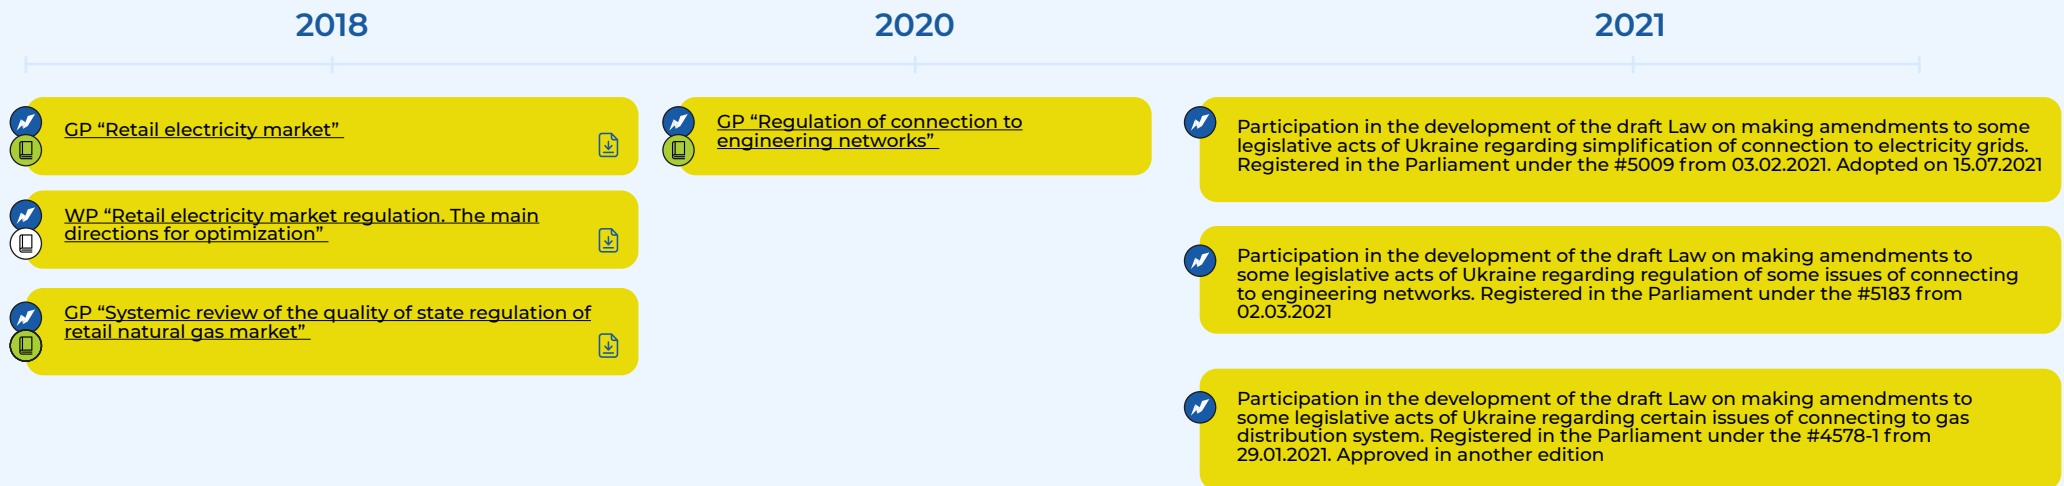 2018
2020
2021
GP “Retail electricity market”
WP “Retail electricity market regulation. The main
directions for optimization”
GP “Systemic review of the quality of state regulation of
retail natural gas market”
GP “Regulation of connection to
engineering networks”
Participation in the development of the draft Law on making amendments to some
legislative acts of Ukraine regarding simplification of connection to electricity grids.
Registered in the Parliament under the #5009 from 03.02.2021. Adopted on 15.07.2021
Participation in the development of the draft Law on making amendments to
some legislative acts of Ukraine regarding regulation of some issues of connecting
to engineering networks. Registered in the Parliament under the #5183 from
02.03.2021
Participation in the development of the draft Law on making amendments to
some legislative acts of Ukraine regarding certain issues of connecting to gas
distribution system. Registered in the Parliament under the #4578-1 from
29.01.2021. Approved in another edition